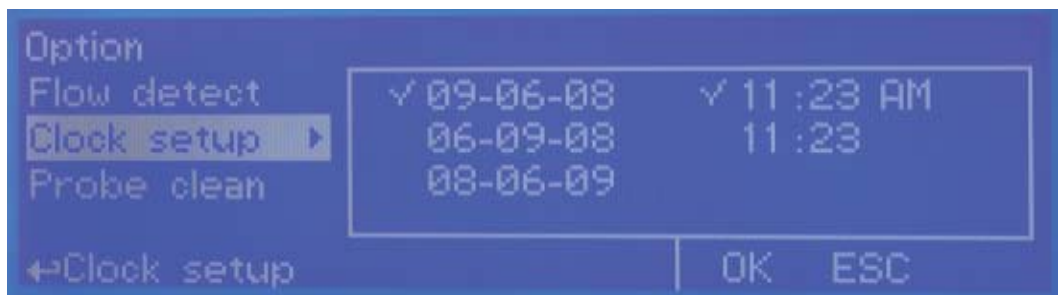 Option
Flow detect
Clock setup
Probe clean
✓ 09-06-08 ✓ 11:23 AM
06-09-08 11:23
08-06-09
↩Clock setup OK ESC